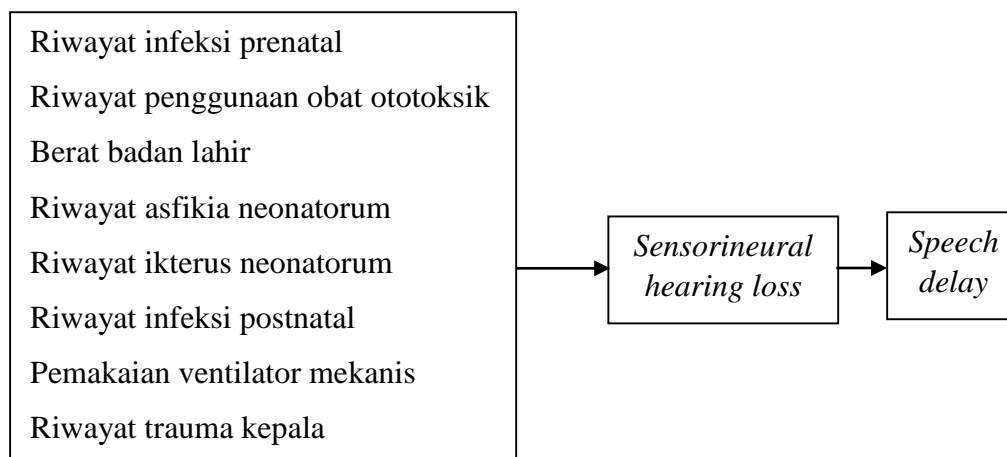 Riwayat infeksi prenatal
Riwayat penggunaan obat ototoksik
Berat badan lahir
Riwayat asfikia neonatorum
Riwayat ikterus neonatorum
Riwayat infeksi postnatal
Pemakaian ventilator mekanis
Riwayat trauma kepala
Sensorineural
hearing loss
Speech
delay